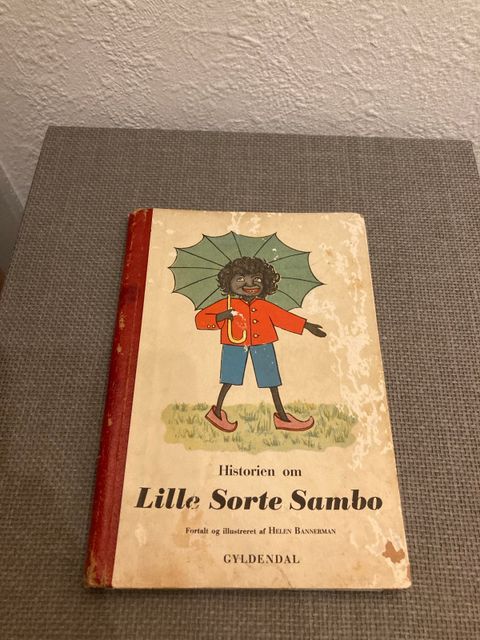 Historien om
Lille Sorte Sambo
Fortalt og illustreret af HELEN BANNERMAN
GYLDENDAL